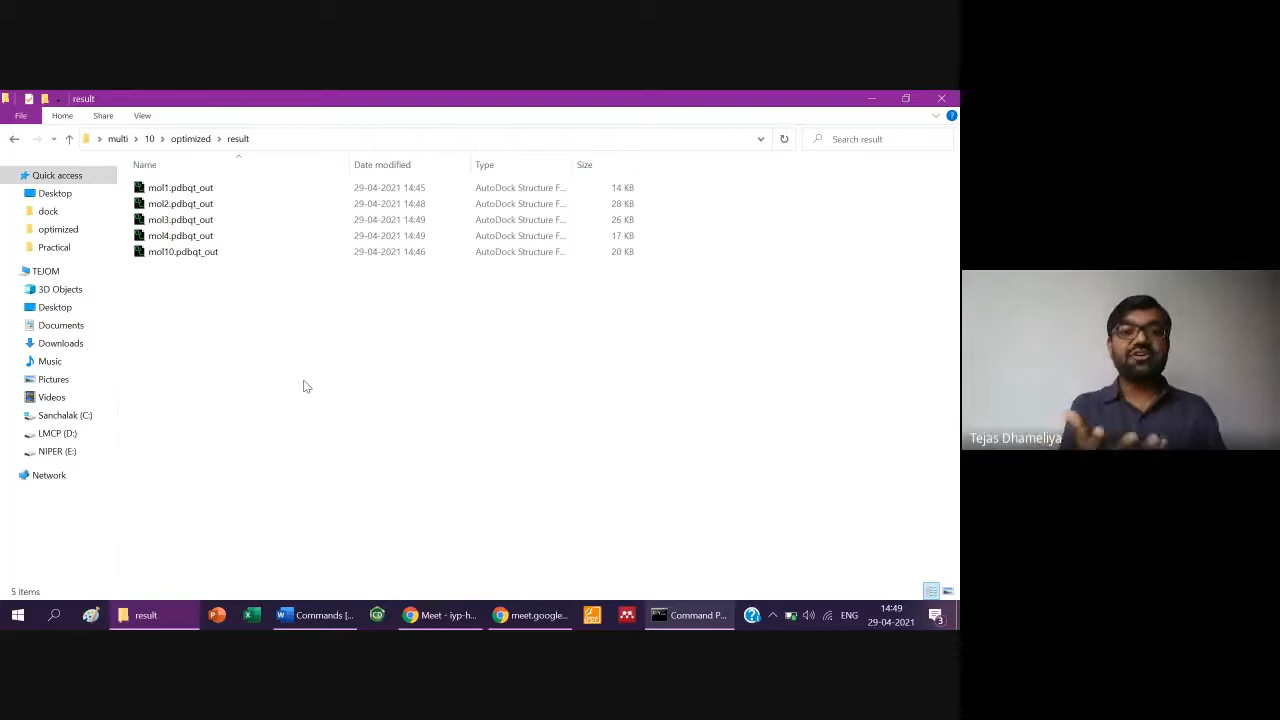 result
File
Home
Share
View
multi
10
optimized
result
Search result
Name
Date modified
Type
Size
Quick access
Desktop
dock
optimized
Practical
TEJOM
3D Objects
Desktop
Documents
Downloads
Music
Pictures
Videos
Sanchalak (C:)
LMCP (D:)
NIPER (E:)
Network
mol1.pdbqt_out 29-04-2021 14:45 AutoDock Structure F... 14 KB
mol2.pdbqt_out 29-04-2021 14:48 AutoDock Structure F... 28 KB
mol3.pdbqt_out 29-04-2021 14:49 AutoDock Structure F... 26 KB
mol4.pdbqt_out 29-04-2021 14:49 AutoDock Structure F... 17 KB
mol10.pdbqt_out 29-04-2021 14:46 AutoDock Structure F... 20 KB
Tejas Dhameliya
5 items
result
Commands [...
Meet - iyp-h...
meet.google...
Command P...
ENG
14:49
29-04-2021
3